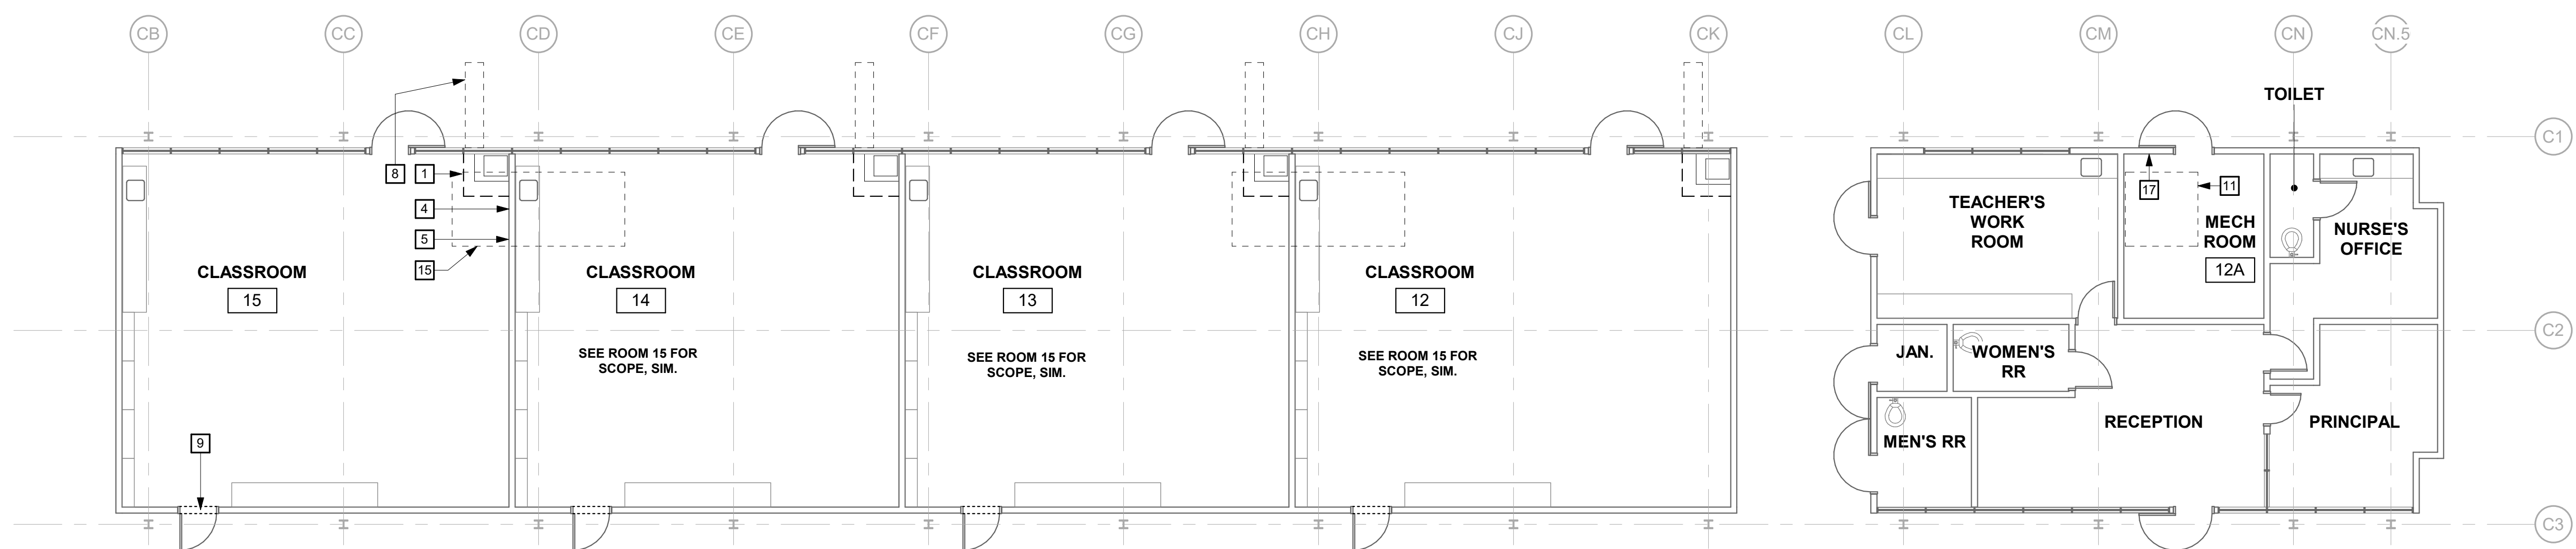 CB
CC
CD
CE
CF
CG
CH
CJ
CK
CL
CM
CN
CN.5
TOILET
C1
8
1
17
11
4
5
15
TEACHER'S
WORK
ROOM
MECH
ROOM
12A
NURSE'S
OFFICE
CLASSROOM
15
CLASSROOM
14
CLASSROOM
13
CLASSROOM
12
C2
SEE ROOM 15 FOR
SCOPE, SIM.
SEE ROOM 15 FOR
SCOPE, SIM.
SEE ROOM 15 FOR
SCOPE, SIM.
JAN.
WOMEN'S
RR
9
MEN'S RR
RECEPTION
PRINCIPAL
C3